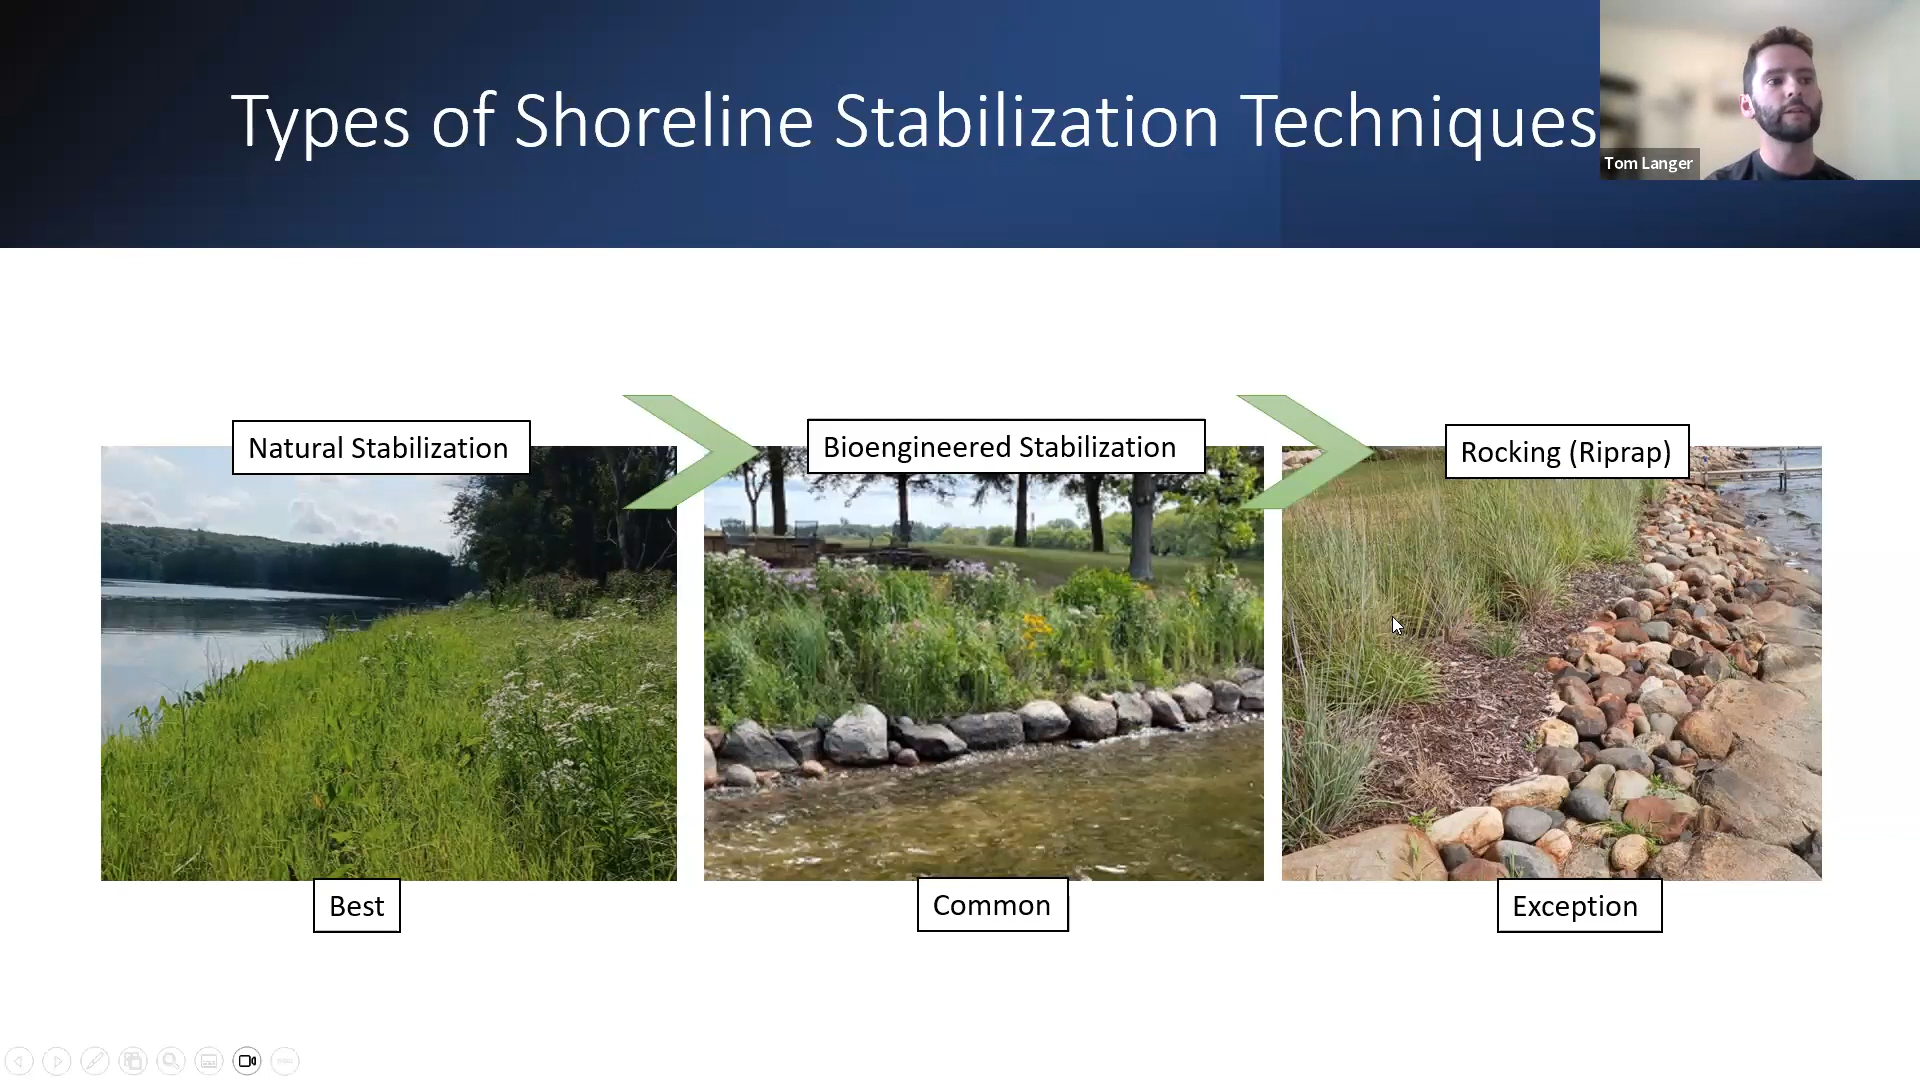 Types of Shoreline Stabilization Techniques
Tom Langer
Natural Stabilization
Bioengineered Stabilization
Rocking (Riprap)
Best
Common
Exception